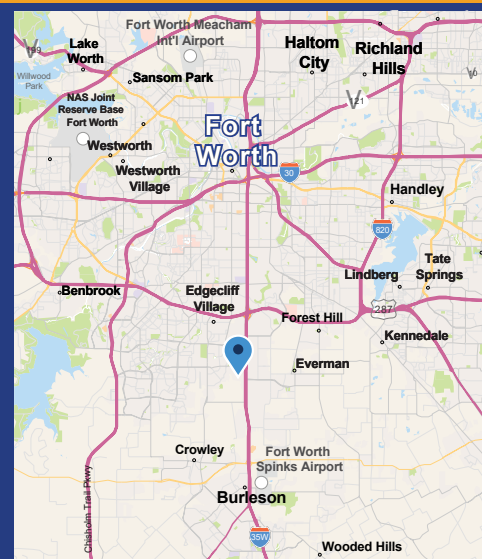 Fort Worth Meacham
Int'l Airport
Lake
Worth
Haltom
City
Richland
Hills
Willwood
Park
Sansom Park
NAS Joint
Reserve Base
Fort Worth
Fort
Worth
Westworth
Westworth
Village
30
Handley
820
Tate
Springs
Lindberg
Benbrook
Edgecliff
Village
287
Forest Hill
Kennedale
Everman
Crowley
Fort Worth
Spinks Airport
Burleson
Chisholm Trail Pkwy
35W
Wooded Hills